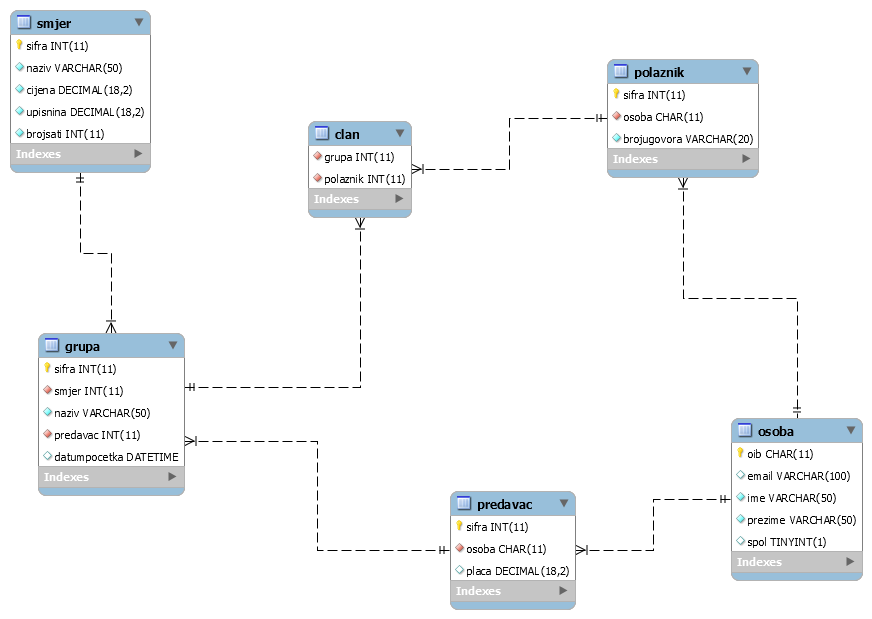 smjer
sifra INT(11)
naziv VARCHAR(50)
cijena DECIMAL(18,2)
upisnina DECIMAL(18,2)
brojsati INT(11)
Indexes
clan
grupa INT(11)
polaznik INT(11)
Indexes
polaznik
sifra INT(11)
osoba CHAR(11)
brojugovora VARCHAR(20)
Indexes
grupa
sifra INT(11)
smjer INT(11)
naziv VARCHAR(50)
predavac INT(11)
datumpocetka DATETIME
Indexes
predavac
sifra INT(11)
osoba CHAR(11)
placa DECIMAL(18,2)
Indexes
osoba
oib CHAR(11)
email VARCHAR(100)
ime VARCHAR(50)
prezime VARCHAR(50)
spol TINYINT(1)
Indexes